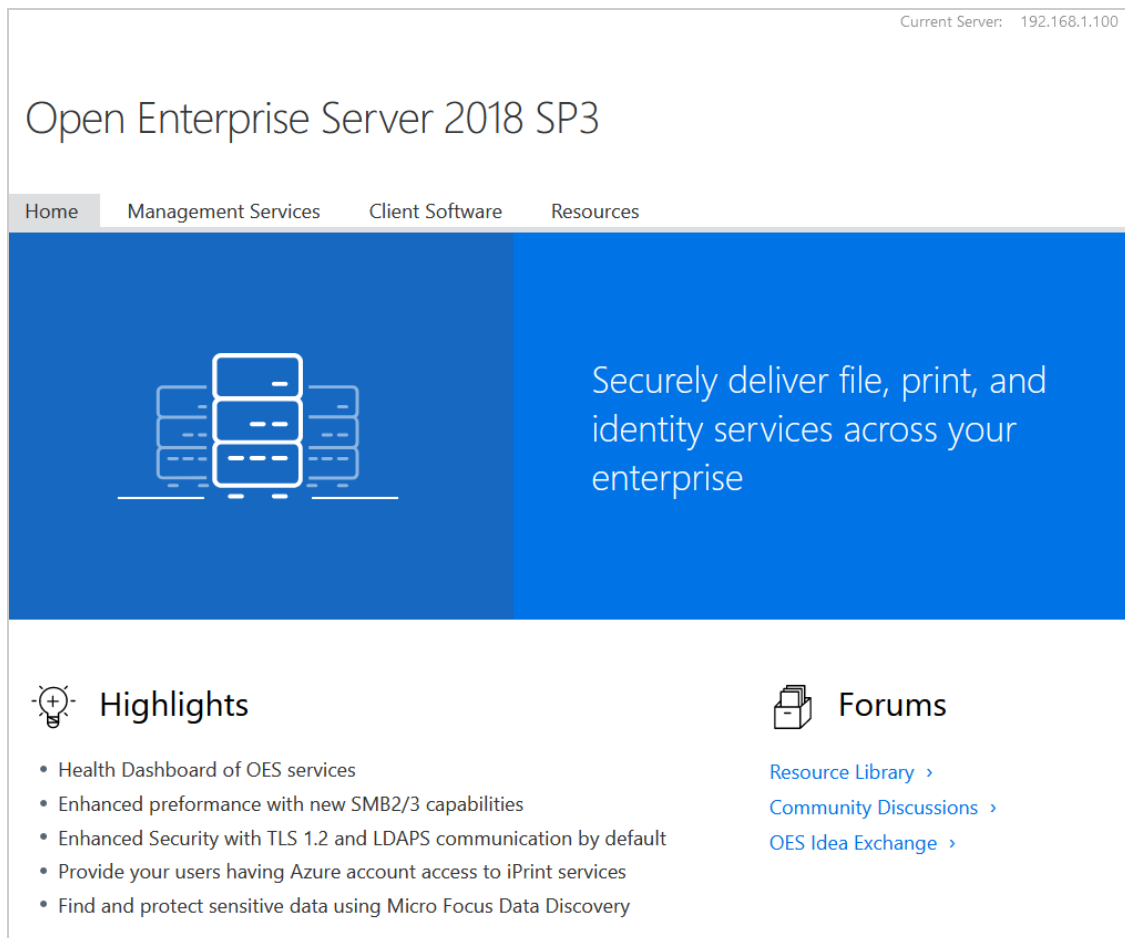 Current Server: 192.168.1.100
Open Enterprise Server 2018 SP3
Home Management Services Client Software Resources
Securely deliver file, print, and
identity services across your
enterprise
Highlights
Health Dashboard of OES services
Enhanced preformance with new SMB2/3 capabilities
Enhanced Security with TLS 1.2 and LDAPS communication by default
Provide your users having Azure account access to iPrint services
Find and protect sensitive data using Micro Focus Data Discovery
Forums
Resource Library ›
Community Discussions ›
OES Idea Exchange ›